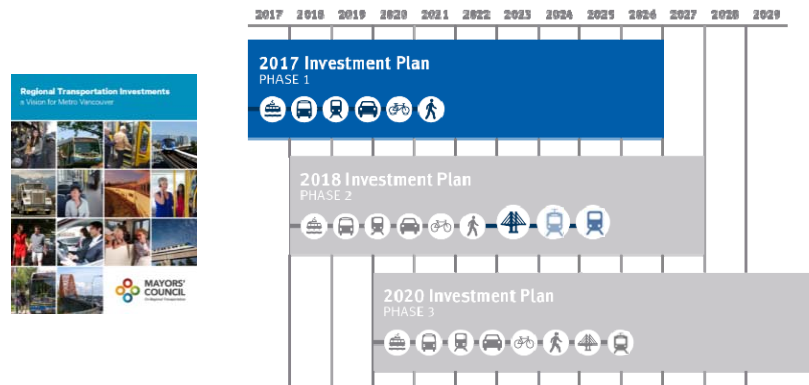 2017 2018 2019 2020 2021 2022 2023 2024 2025 2026 2027 2028 2029
2017 Investment Plan
PHASE 1
Regional Transportation Investments
a Vision for Metro Vancouver
2018 Investment Plan
PHASE 2
MAYORS'
COUNCIL
2020 Investment Plan
PHASE 3